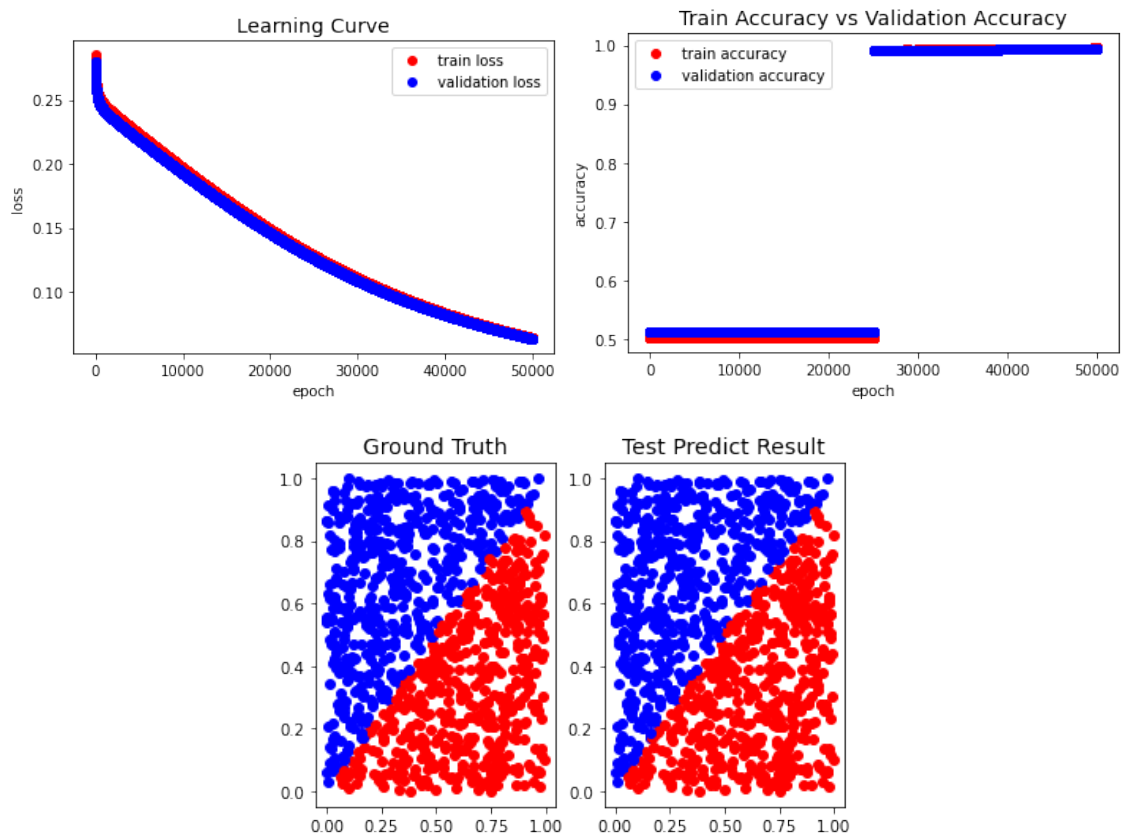 Learning Curve
train loss
validation loss
0.25
0.20
0.15
0.10
loss
0 10000 20000 30000 40000 50000
epoch
Train Accuracy vs Validation Accuracy
train accuracy
validation accuracy
1.0
0.9
0.8
0.7
0.6
0.5
accuracy
0 10000 20000 30000 40000 50000
epoch
Ground Truth
1.0
0.8
0.6
0.4
0.2
0.0
0.00 0.25 0.50 0.75 1.00
Test Predict Result
1.0
0.8
0.6
0.4
0.2
0.0
0.00 0.25 0.50 0.75 1.00